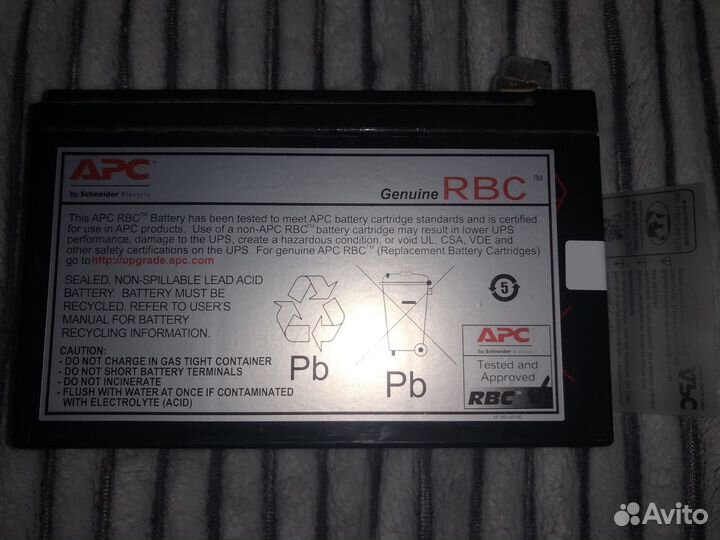 APC
by Schneider Electric
Genuine RBC™
This APC RBC™ Battery has been tested to meet APC battery cartridge standards and is certified
for use in APC products. Use of a non-APC RBC™ battery cartridge may result in lower UPS
performance, damage to the UPS, create a hazardous condition, or void UL, CSA, VDE and
other safety certifications on the UPS. For genuine APC RBC™ (Replacement Battery Cartridges)
go to http://upgrade.apc.com
SEALED, NON-SPILLABLE LEAD ACID
BATTERY. BATTERY MUST BE
RECYCLED. REFER TO USER'S
MANUAL FOR BATTERY
RECYCLING INFORMATION.
CAUTION:
- DO NOT CHARGE IN GAS TIGHT CONTAINER
- DO NOT SHORT BATTERY TERMINALS
- DO NOT INCINERATE
- FLUSH WITH WATER AT ONCE IF CONTAMINATED
WITH ELECTROLYTE (ACID)
Pb
Pb
5
APC
by Schneider Electric
Tested and
Approved
RBC™
Avito